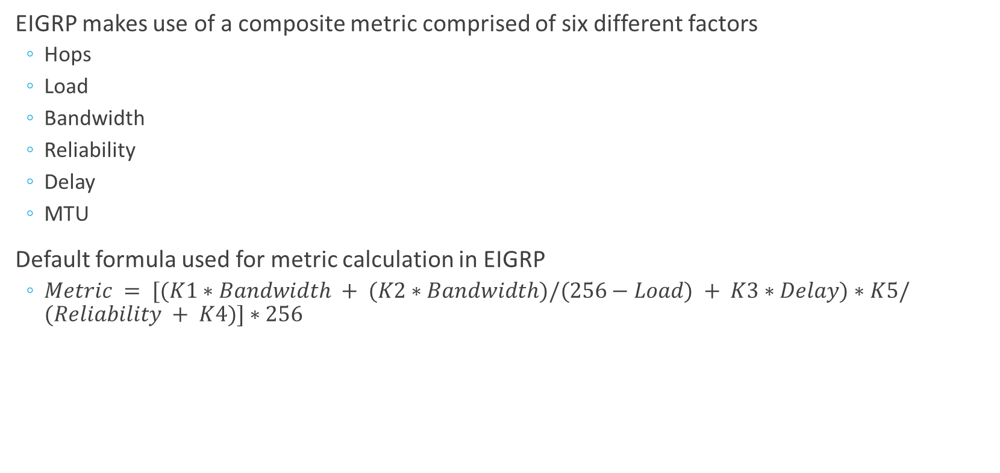 EIGRP makes use of a composite metric comprised of six different factors
◦ Hops
◦ Load
◦ Bandwidth
◦ Reliability
◦ Delay
◦ MTU
Default formula used for metric calculation in EIGRP
◦ Metric = [(K1 ∗ Bandwidth + (K2 ∗ Bandwidth)/(256 − Load) + K3 ∗ Delay) ∗ K5/
(Reliability + K4)] ∗ 256